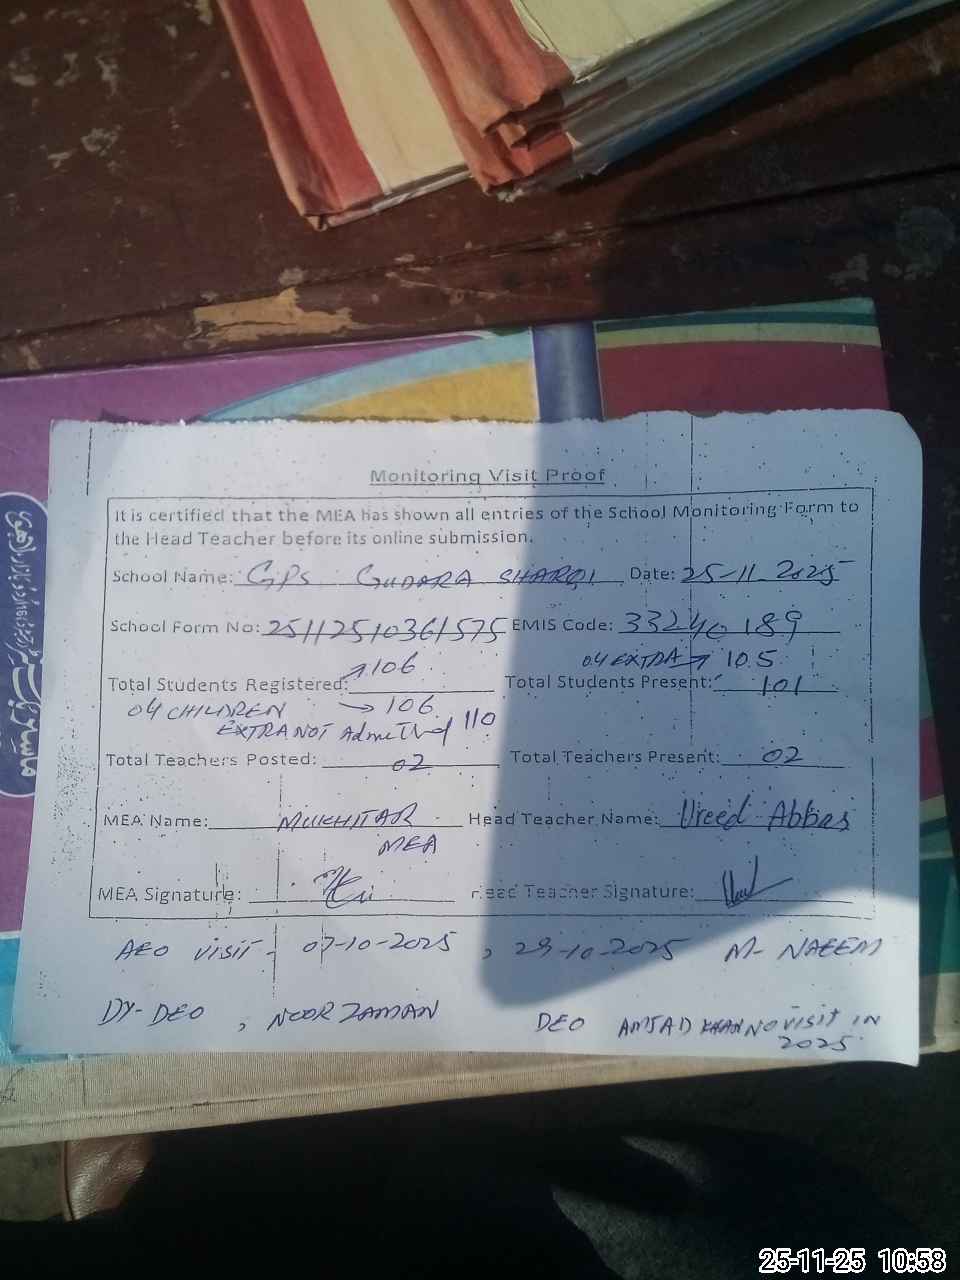 Monitoring Visit Proof
It is certified that the MEA has shown all entries of the School Monitoring Form to
the Head Teacher before its online submission.
School Name: GPS GUDARA SHARQI Date: 25-11-2025
School Form No: 25112510361575 EMIS Code: 33240189
→106 04 EXTRA→ 105
Total Students Registered: Total Students Present: 101
04 CHILDREN → 106
EXTRA NOT Admitted 110
Total Teachers Posted: 02 Total Teachers Present: 02
MEA Name: MUKHTAR Head Teacher Name: Abbas
MEA
MEA Signature: Head Teacher Signature:
AEO VISIT - 07-10-2025, 29-10-2025 M- NAEEM
DY-DEO, NOOR ZAMAN DEO AMJAD KHAN NO VISIT IN
2025
25-11-25 10:58